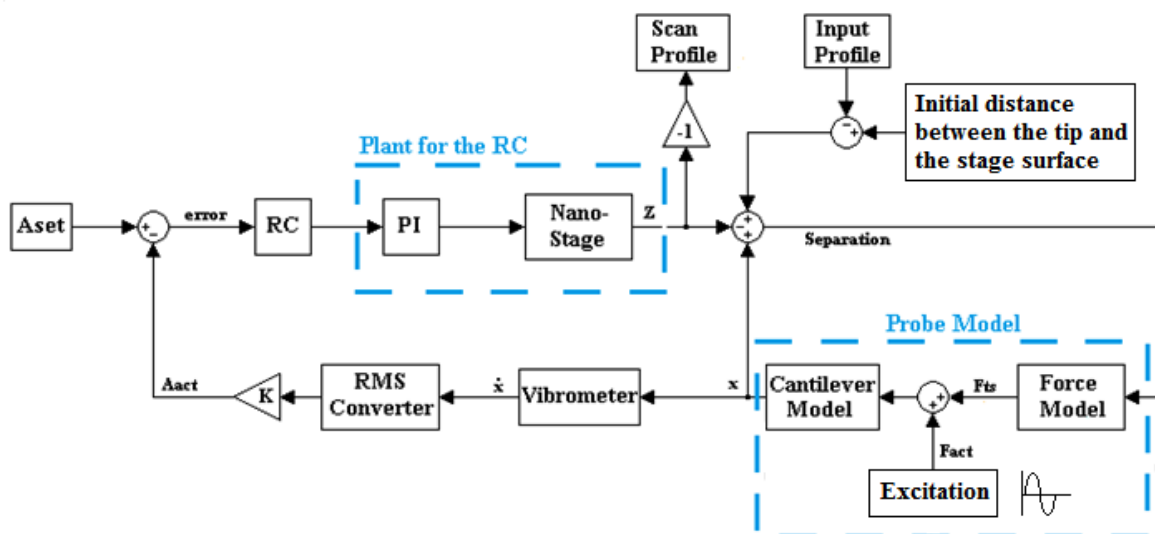 Scan
Profile
Input
Profile
Initial distance
between the tip and
the stage surface
-1
- +
Plant for the RC
Aset
+ -
error
RC
PI
Nano-
Stage
Z
+
- +
+
Separation
Probe Model
Aact
K
RMS
Converter
ẋ
Vibrometer
x
Cantilever
Model
+
+
Fts
Force
Model
Fact
Excitation